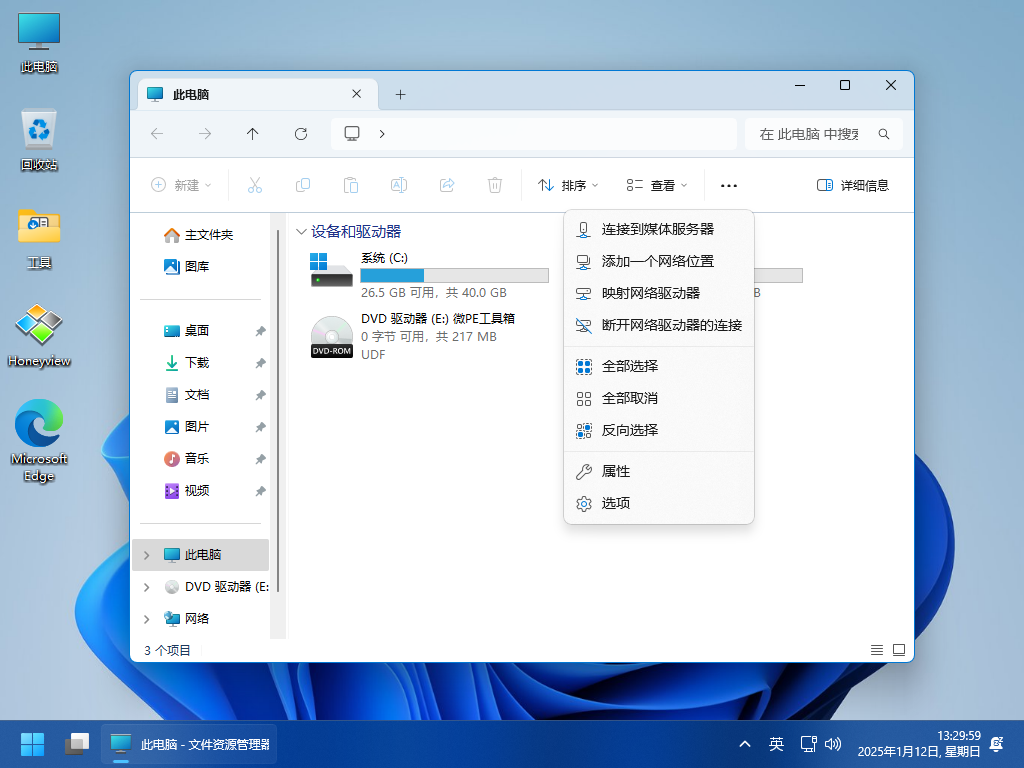 此电脑
回收站
工具
Honeyview
Microsoft
Edge
此电脑
在 此电脑 中搜索
新建
排序
查看
详细信息
主文件夹
图库
桌面
下载
文档
图片
音乐
视频
此电脑
DVD 驱动器 (E:
网络
设备和驱动器
系统 (C:)
26.5 GB 可用，共 40.0 GB
B
DVD 驱动器 (E:) 微PE工具箱
0 字节 可用，共 217 MB
UDF
DVD-ROM
连接到媒体服务器
添加一个网络位置
映射网络驱动器
断开网络驱动器的连接
全部选择
全部取消
反向选择
属性
选项
3 个项目
此电脑 - 文件资源管理器
英
13:29:59
2025年1月12日, 星期日